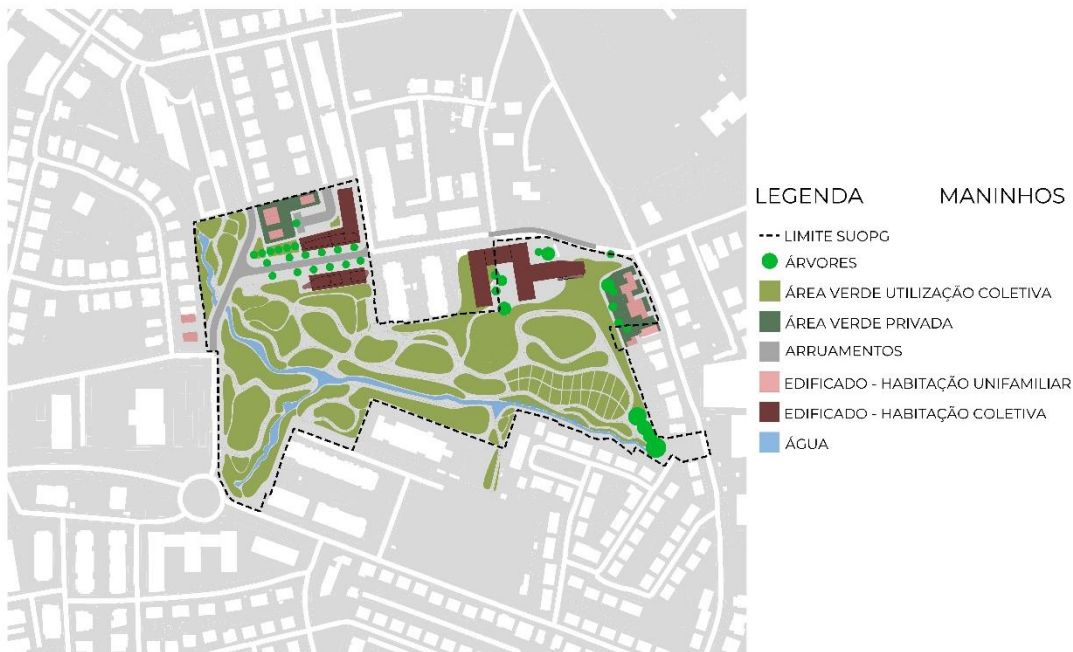 LEGENDA MANINHOS
LIMITE SUOPG
ÁRVORES
ÁREA VERDE UTILIZAÇÃO COLETIVA
ÁREA VERDE PRIVADA
ARRUAMENTOS
EDIFICADO - HABITAÇÃO UNIFAMILIAR
EDIFICADO - HABITAÇÃO COLETIVA
ÁGUA